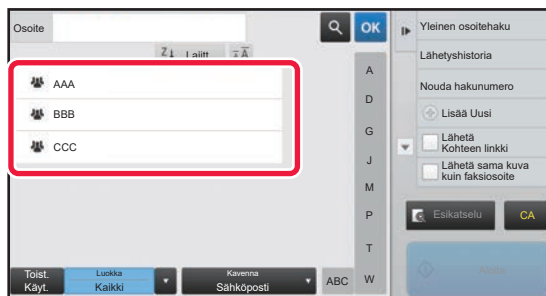 Osoite
OK
Lajitt.
AAA
BBB
CCC
A
D
G
J
M
P
T
W
Toist.
Käyt.
Luokka
Kaikki
Kavenna
Sähköposti
ABC
Yleinen osoitehaku
Lähetyshistoria
Nouda hakunumero
Lisää Uusi
Lähetä
Kohteen linkki
Lähetä sama kuva
kuin faksiosoite
Esikatselu
CA